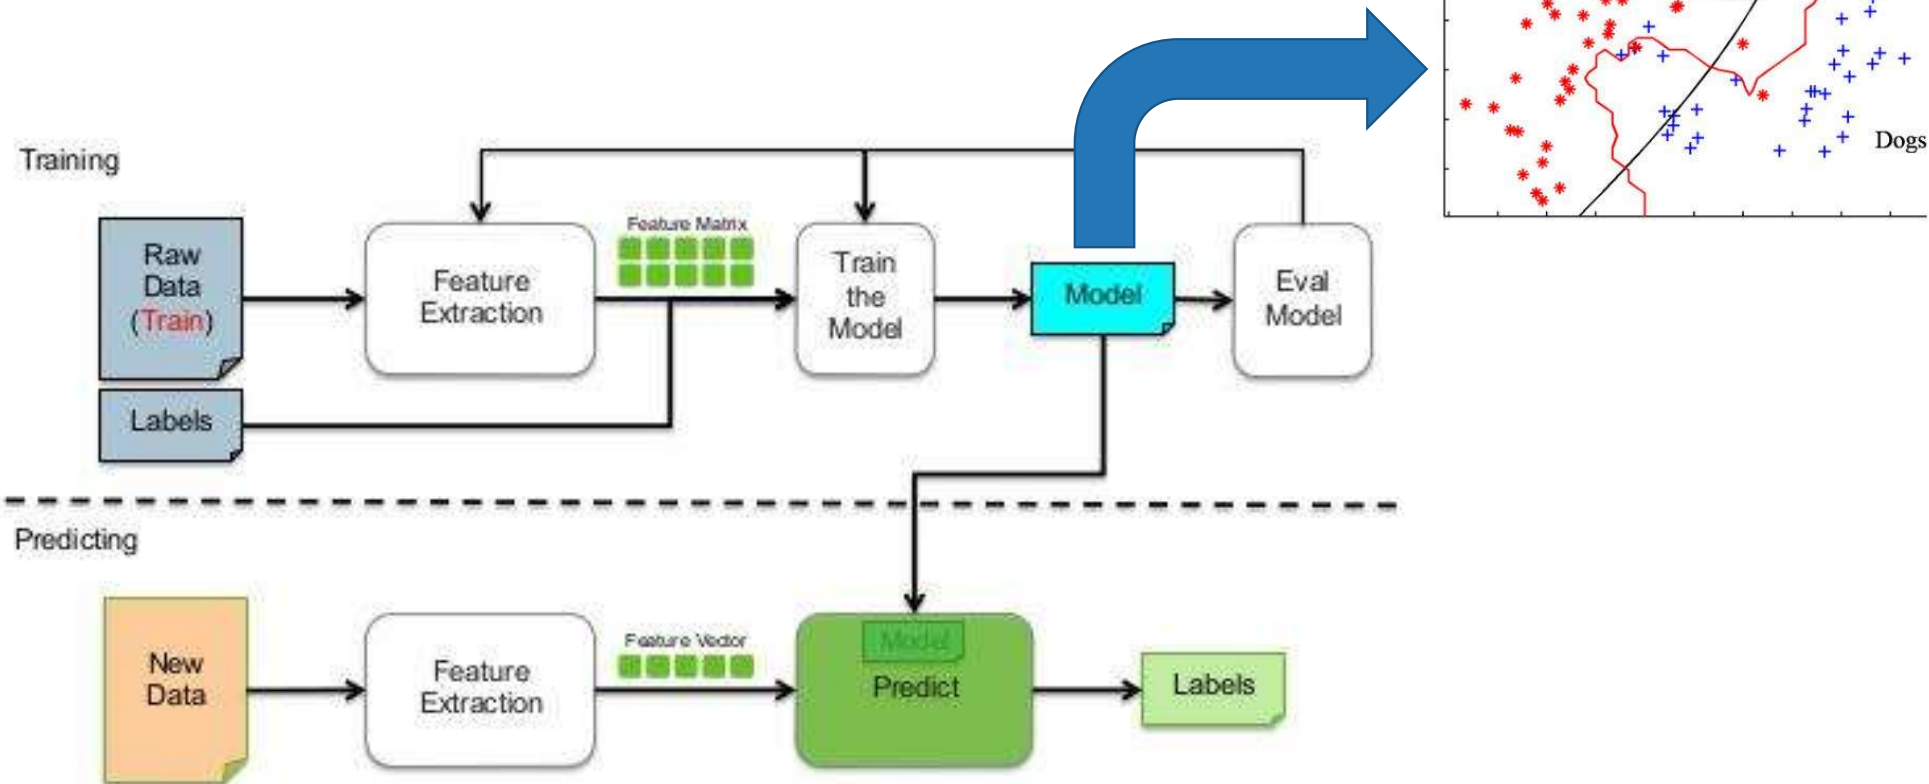 Dogs
Training
Raw
Data
(Train)
Feature
Extraction
Feature Matrix
Train
the
Model
Model
Eval
Model
Labels
Predicting
New
Data
Feature
Extraction
Feature Vector
Model
Predict
Labels